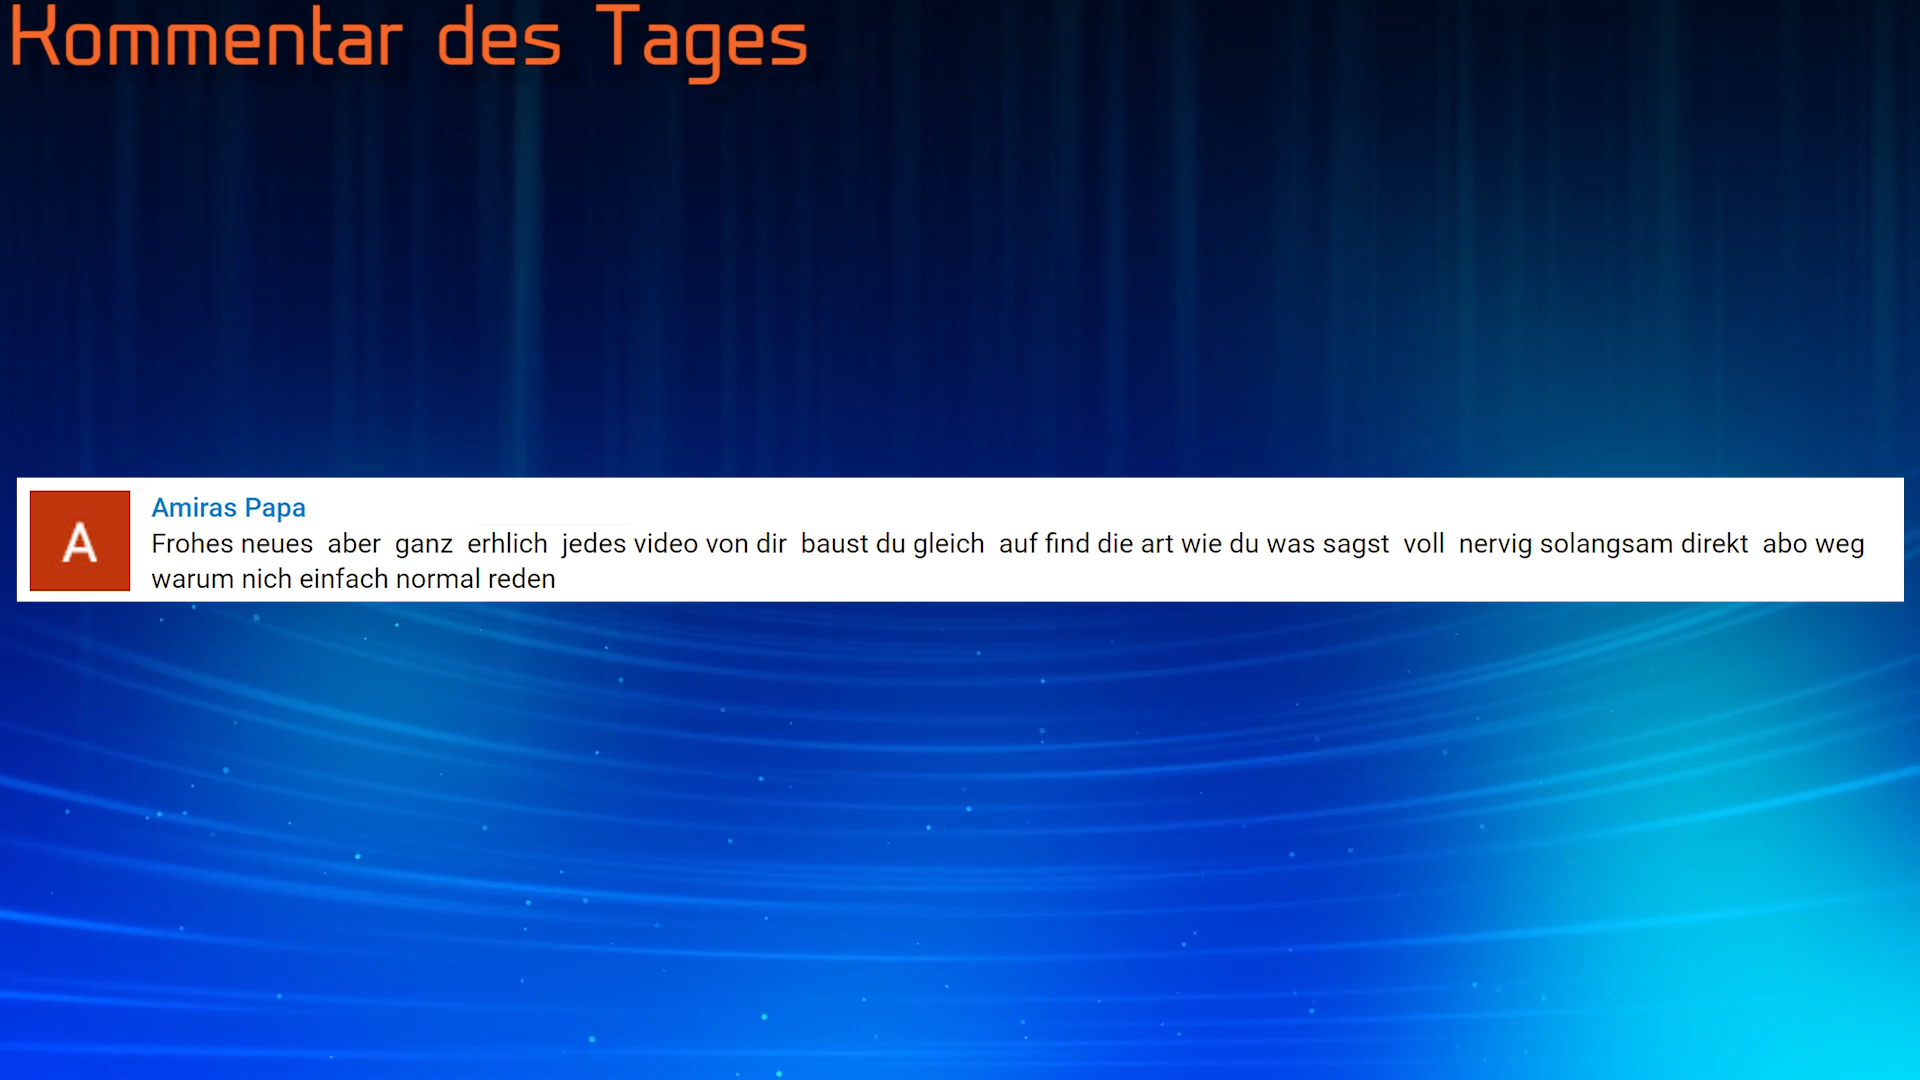 Kommentar des Tages
A
Amiras Papa
Frohes neues  aber  ganz  erhlich  jedes video von dir  baust du gleich  auf find die art wie du was sagst  voll  nervig solangsam direkt  abo weg
warum nich einfach normal reden